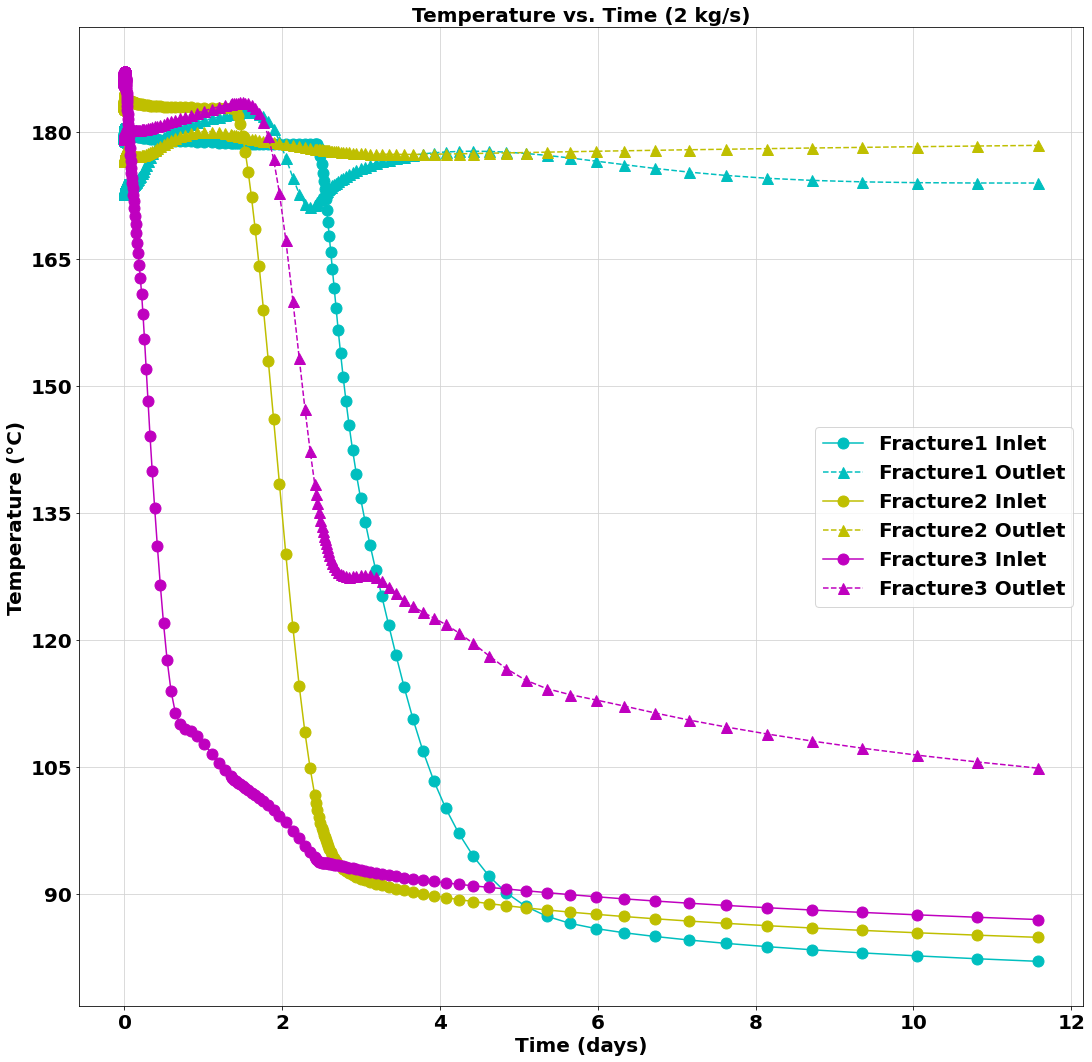 Temperature vs. Time (2 kg/s)
Temperature (°C)
180
165
150
135
120
105
90
Fracture1 Inlet
Fracture1 Outlet
Fracture2 Inlet
Fracture2 Outlet
Fracture3 Inlet
Fracture3 Outlet
0 2 4 6 8 10 12
Time (days)